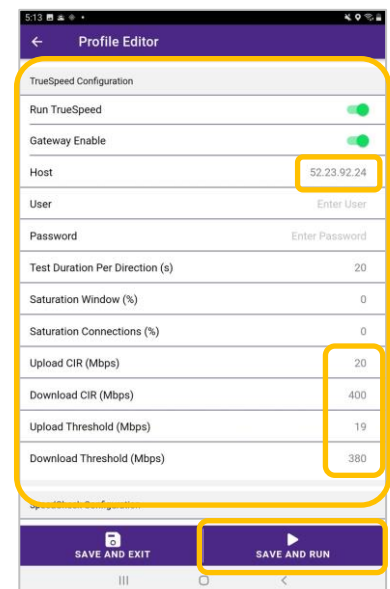 5:13
Profile Editor
TrueSpeed Configuration
Run TrueSpeed
Gateway Enable
Host 52.23.92.24
User Enter User
Password Enter Password
Test Duration Per Direction (s) 20
Saturation Window (%) 0
Saturation Connections (%) 0
Upload CIR (Mbps) 20
Download CIR (Mbps) 400
Upload Threshold (Mbps) 19
Download Threshold (Mbps) 380
SpeedCheck Configuration
SAVE AND EXIT SAVE AND RUN